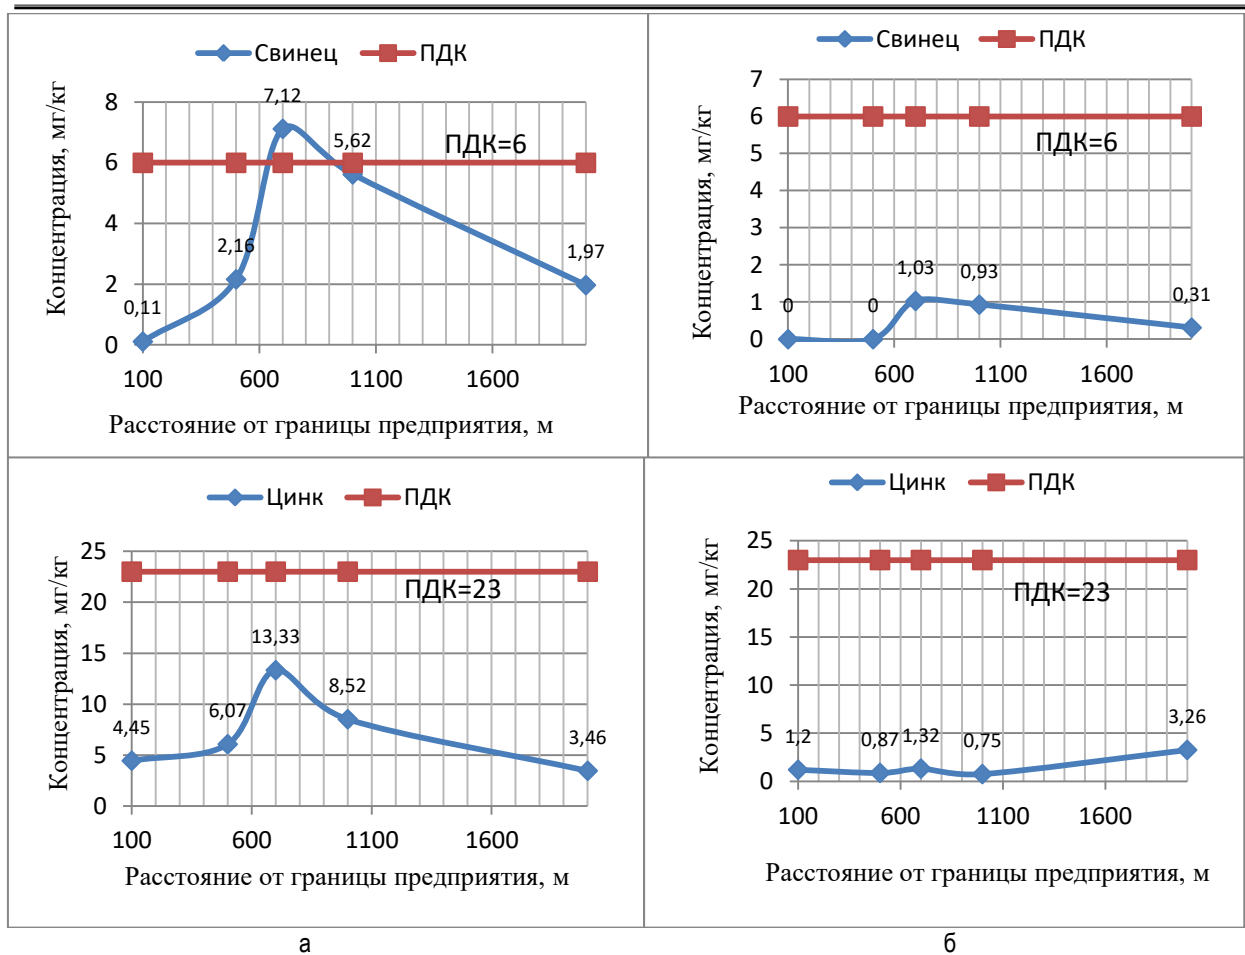 Свинец ПДК
Концентрация, мг/кг
8
6
4
2
0
0,11
2,16
7,12
5,62
1,97
ПДК=6
100 600 1100 1600
Расстояние от границы предприятия, м
Свинец ПДК
Концентрация, мг/кг
7
6
5
4
3
2
1
0
0
0
1,03
0,93
0,31
ПДК=6
100 600 1100 1600
Расстояние от границы предприятия, м
Цинк ПДК
Концентрация, мг/кг
25
20
15
10
5
0
4,45
6,07
13,33
8,52
3,46
ПДК=23
100 600 1100 1600
Расстояние от границы предприятия, м
Цинк ПДК
Концентрация, мг/кг
25
20
15
10
5
0
1,2
0,87
1,32
0,75
3,26
ПДК=23
100 600 1100 1600
Расстояние от границы предприятия, м
а
б